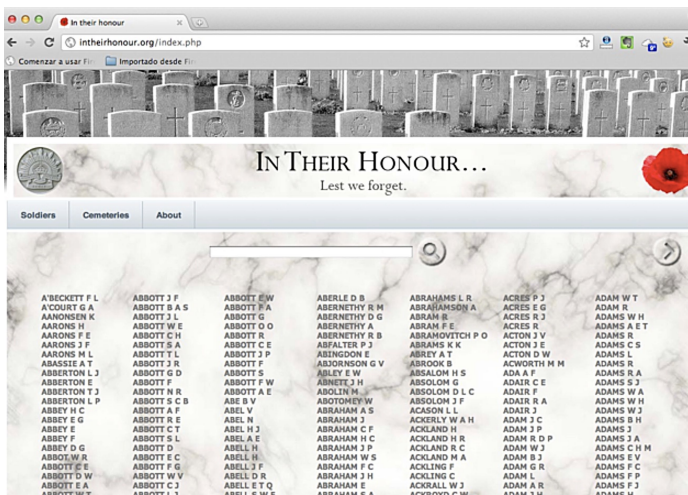 In their honour
intheirhonour.org/index.php
Comenzar a usar Importado desde
IN THEIR HONOUR...
Lest we forget.
Soldiers Cemeteries About
A'BECKETT F L ABBOTT J F ABBOTT E W ABERLE D B ABRAHAMS L R ACRES P J ADAM W T
A'COURT G A ABBOTT B A S ABBOTT F A ABERNETHY R M ABRAHAMSON A ACRES E G ADAM R
AANONSEN K ABBOTT J L ABBOTT G ABERNETHY D G ABRAM R ACRES R J ADAMS W H
AARONS H ABBOTT W E ABBOTT O O ABERNETHY A ABRAM F E ACRES R ADAMS A E T
AARONS F E ABBOTT C H ABBOTT R ABERNETHY R B ABRAMOVITCH P O ACTON J V ADAMS R
AARONS J F ABBOTT S A ABBOTT C E ABFALTER P J ABRAMS K K ACTON J E ADAMS C S
AARONS M L ABBOTT T L ABBOTT J P ABINGDON E ABREY A T ACTON D W ADAMS L
ABASSIE A T ABBOTT J R ABBOTT F ABJORNSON G V ABROOK B ACWORTH M M ADAMS R
ABBERTON L J ABBOTT G D ABBOTT S ABLEY E W ABSALOM H S ADA A F ADAMS R A
ABBERTON E ABBOTT F ABBOTT F W ABNETT J H ABSOLOM G ADAIR C E ADAMS S J
ABBERTON T J ABBOTT N R ABBOTT A E ABOLIN M ABSOLOM D L C ADAIR F ADAMS W A
ABBERTON L P ABBOTT S C B ABE B V ABOTOMEY W ABSOLOM J F ADAIR R A ADAMS W H
ABBEY H C ABBOTT A F ABEL V ABRAHAM A S ACASON L L ADAIR J ADAMS W J
ABBEY E G ABBOTT R E ABEL N ABRAHAM J ACKERLY W A H ADAM J C ADAMS B H
ABBEY E ABBOTT C T ABEL H J ABRAHAM C F ACKLAND H ADAM J P ADAMS J
ABBEY F ABBOTT S L ABEL A E ABRAHAM H C ACKLAND H R ADAM R D P ADAMS J A
ABBEY D G ABBOTT D ABELL H ABRAHAM J P ACKLAND R C ADAM W J ADAMS C H M
ABBOT W R ABBOTT E C ABELL H ABRAHAM W S ACKLAND M A ADAM B J ADAMS E V
ABBOTT C E ABBOTT F G ABELL J F ABRAHAM F C ACKLING F ADAM G R ADAMS F C
ABBOTT D W ABBOTT W V ABELL D R ABRAHAM J H ACKLING C ADAM L ADAMS F P
ABBOTT E A ABBOTT C J ABELL E T Q ABRAHAM E ACKRALL W J ADAM A R ADAMS F J